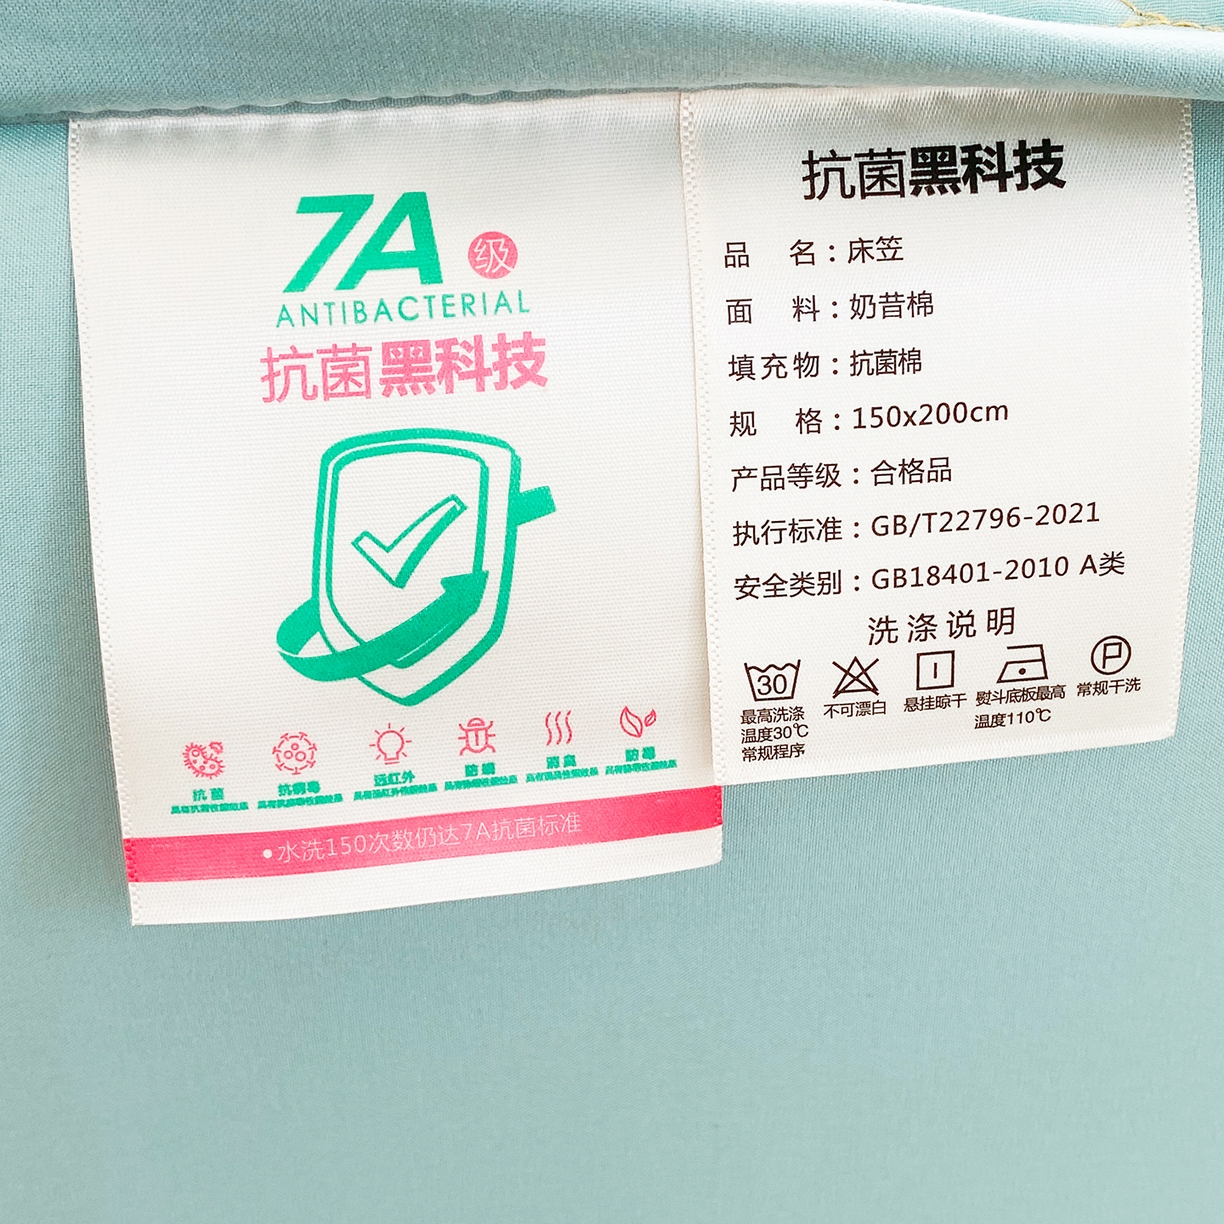 7A级
ANTIBACTERIAL
抗菌黑科技
抗菌 抗病毒 远红外 防螨 消臭 防霉
•水洗150次数仍达7A抗菌标准
抗菌黑科技
品 名：床笠
面 料：奶昔棉
填充物：抗菌棉
规 格：150x200cm
产品等级：合格品
执行标准：GB/T22796-2021
安全类别：GB18401-2010 A类
洗涤说明
30
P
最高洗涤
温度30℃
常规程序
不可漂白
悬挂晾干
熨斗底板最高
温度110℃
常规干洗